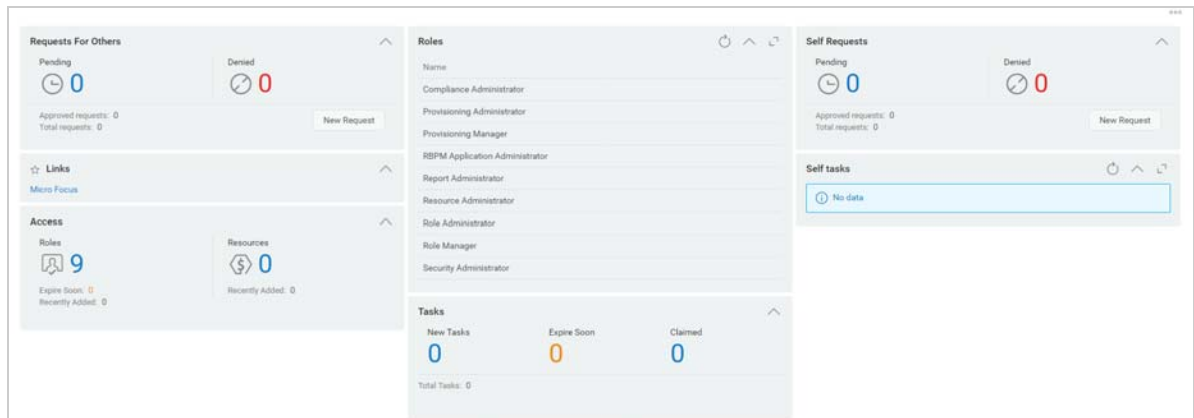 Requests For Others
Pending
Denied
0
0
Approved requests: 0
Total requests: 0
New Request
Links
Micro Focus
Access
Roles
Resources
9
0
Expire Soon: 0
Recently Added: 0
Recently Added: 0
Roles
Name
Compliance Administrator
Provisioning Administrator
Provisioning Manager
RBPM Application Administrator
Report Administrator
Resource Administrator
Role Administrator
Role Manager
Security Administrator
Tasks
New Tasks
Expire Soon
Claimed
0
0
0
Total Tasks: 0
Self Requests
Pending
Denied
0
0
Approved requests: 0
Total requests: 0
New Request
Self tasks
No data